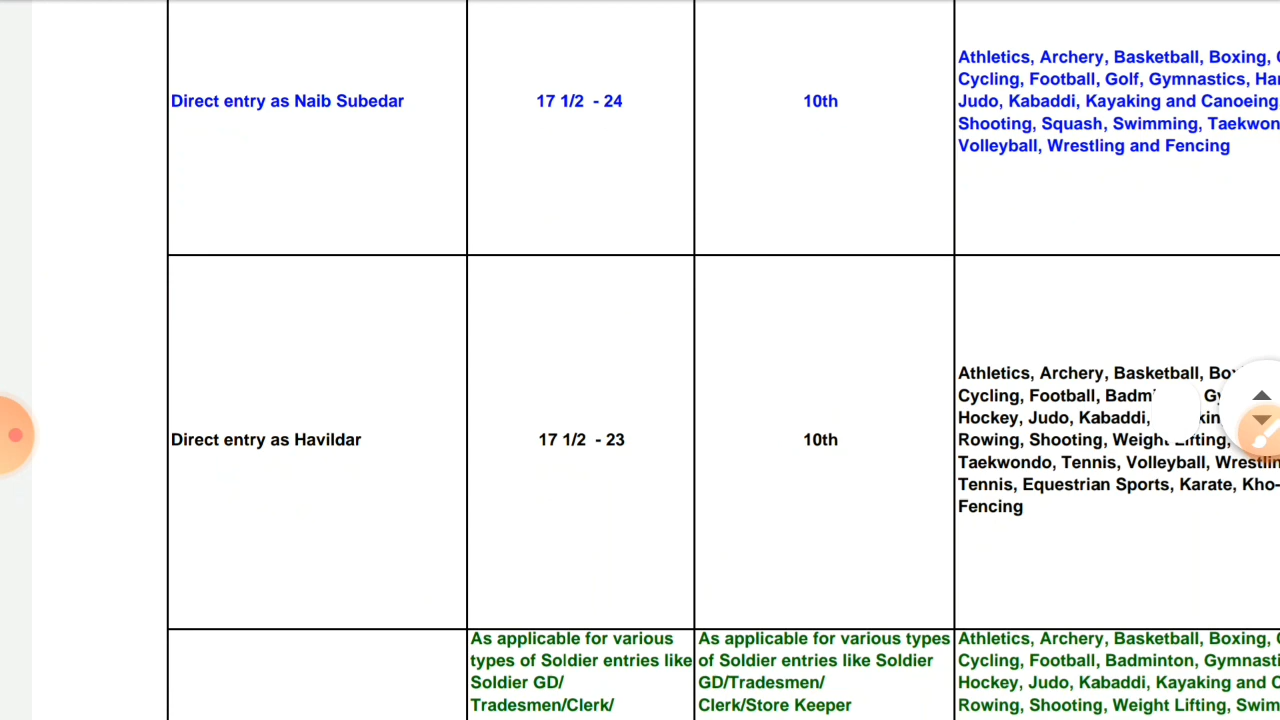 Direct entry as Naib Subedar
17 1/2 - 24
10th
Athletics, Archery, Basketball, Boxing,
Cycling, Football, Golf, Gymnastics,
Judo, Kabaddi, Kayaking and Canoeing
Shooting, Squash, Swimming,
Volleyball, Wrestling and Fencing
Direct entry as Havildar
17 1/2 - 23
10th
Athletics, Archery, Basketball,
Cycling, Football,
Hockey, Judo, Kabaddi,
Rowing, Shooting, Weight Lifting,
Taekwondo, Tennis, Volleyball,
Tennis, Equestrian Sports, Karate,
Fencing
As applicable for various
types of Soldier entries like
Soldier GD/
Tradesmen/Clerk/
As applicable for various types
of Soldier entries like Soldier
GD/Tradesmen/
Clerk/Store Keeper
Athletics, Archery, Basketball, Boxing,
Cycling, Football, Badminton,
Hockey, Judo, Kabaddi, Kayaking and
Rowing, Shooting, Weight Lifting,